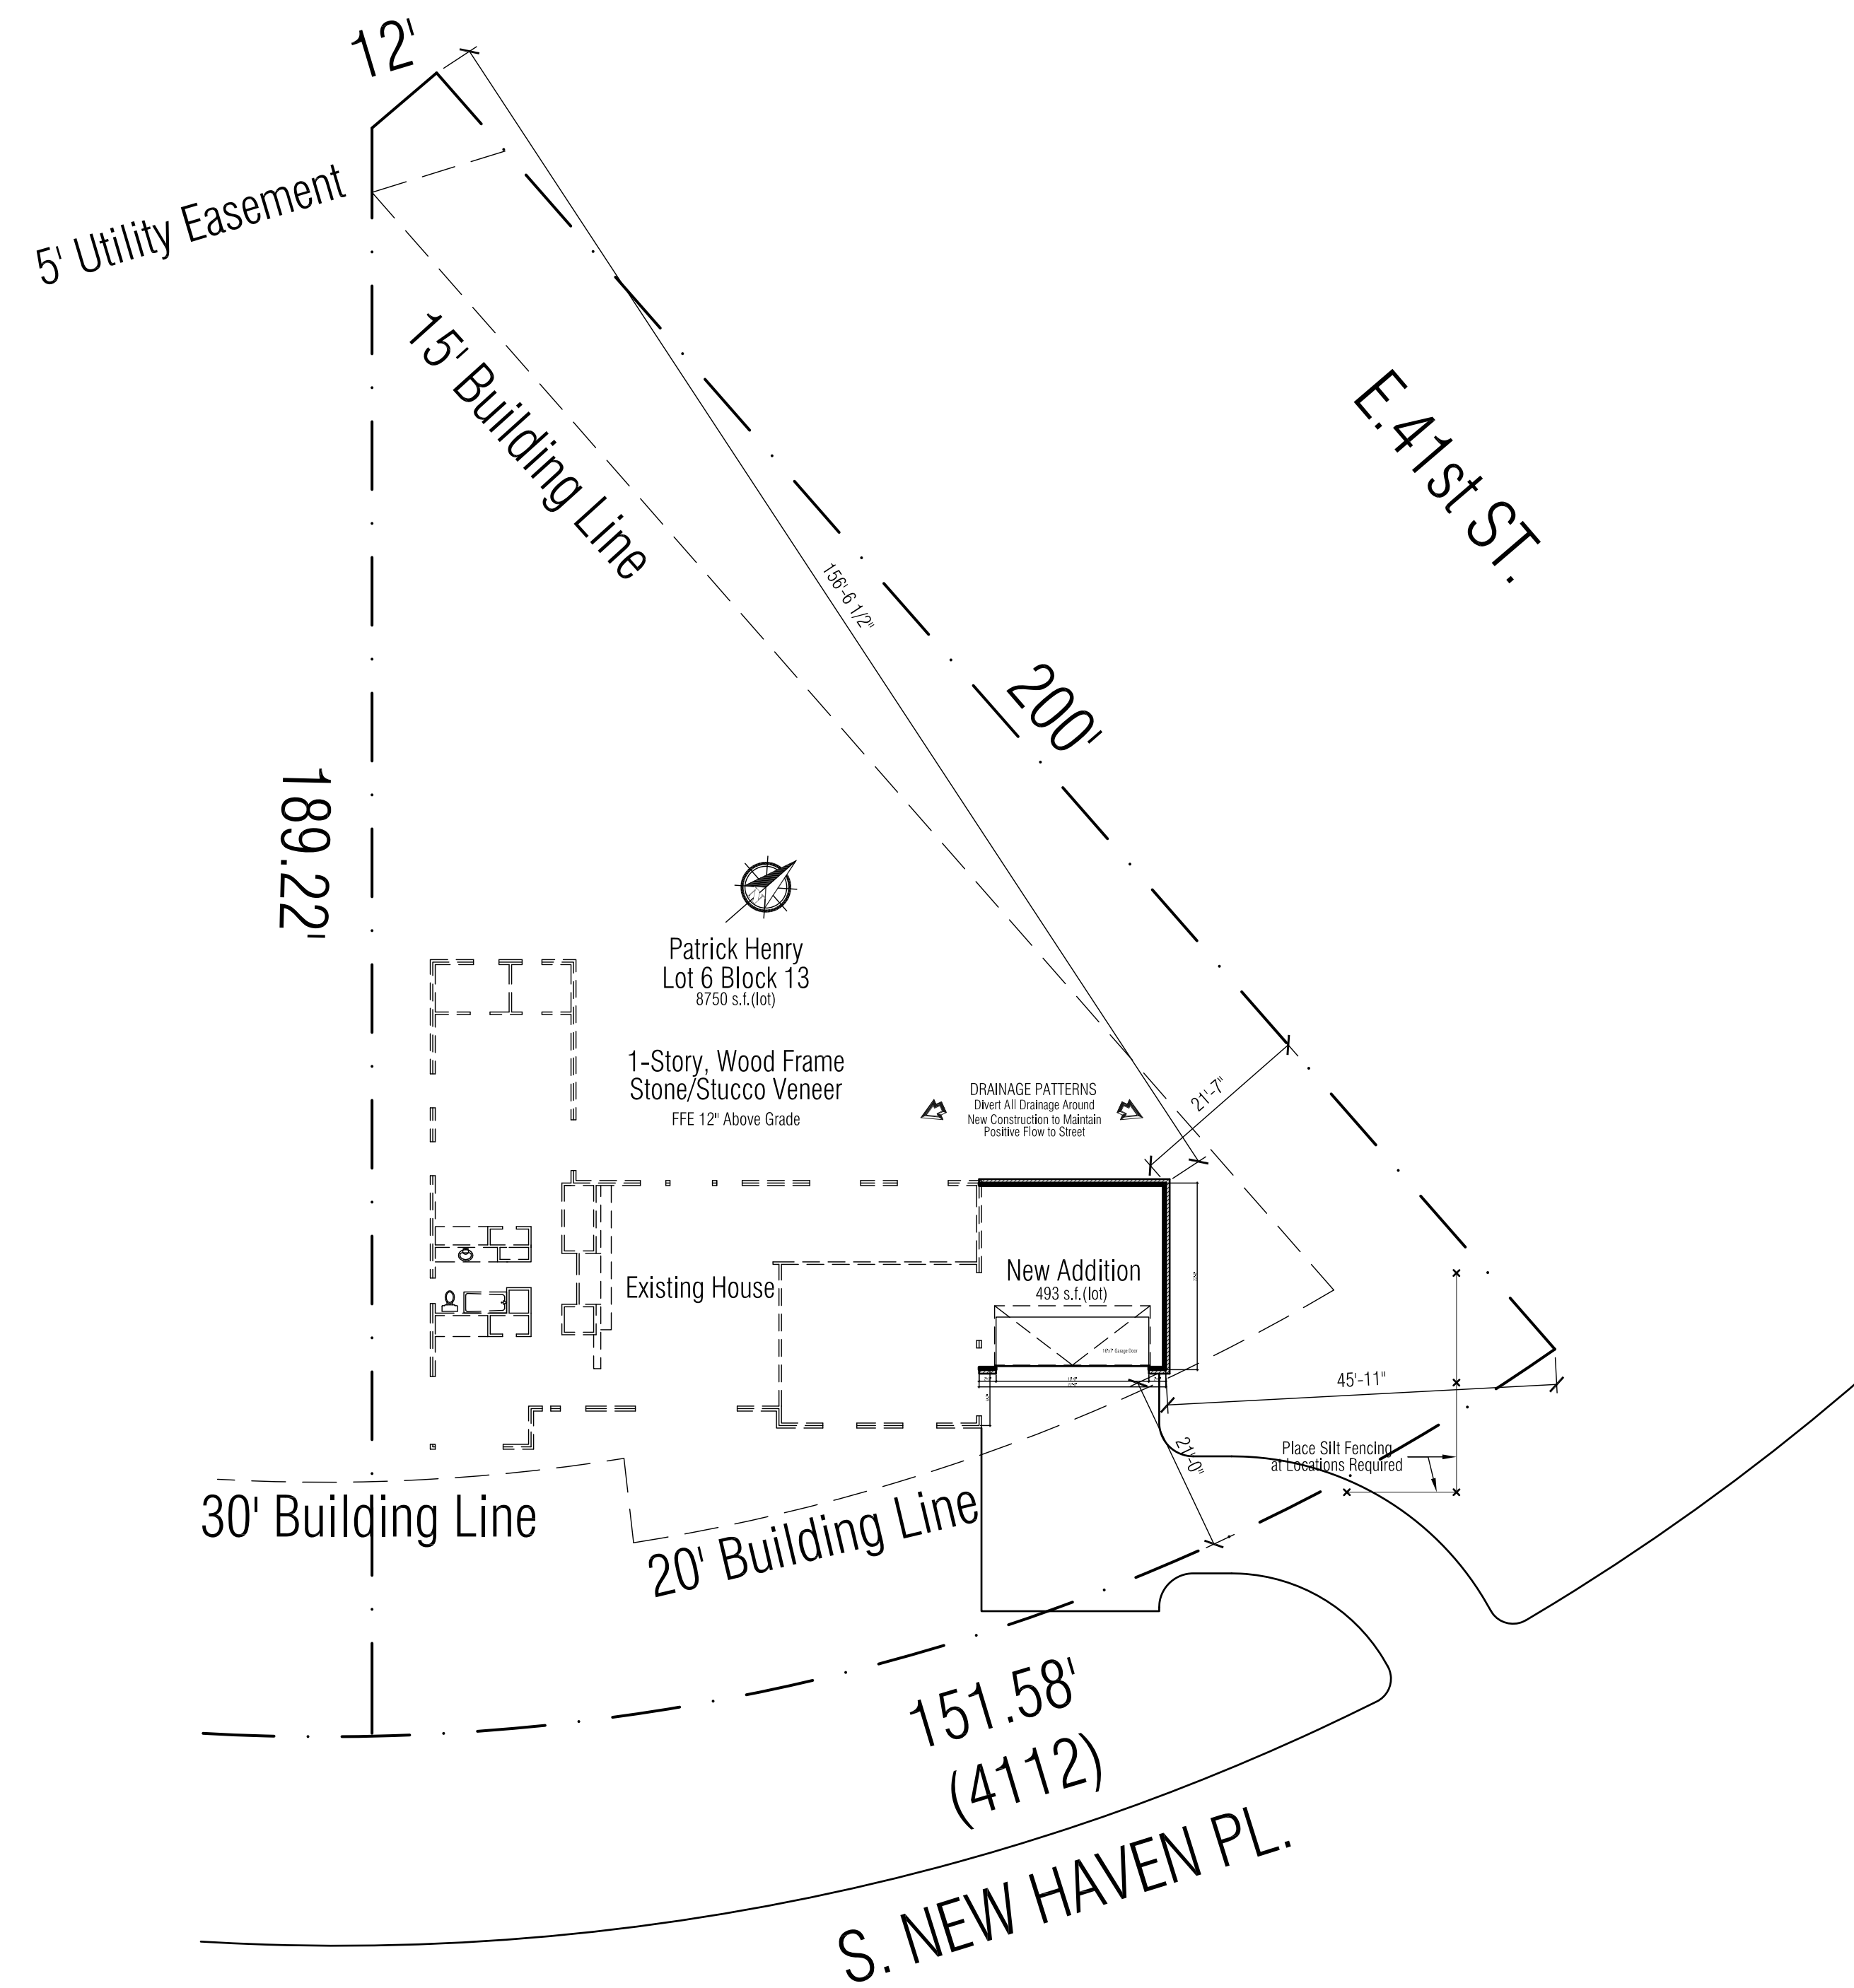 12'
5' Utility Easement
15' Building Line
E. 41st ST.
156'-6 1/2"
200'
189.22'
Patrick Henry
Lot 6 Block 13
8750 s.f.(lot)
1-Story, Wood Frame
Stone/Stucco Veneer
FFE 12" Above Grade
DRAINAGE PATTERNS
Divert All Drainage Around
New Construction to Maintain
Positive Flow to Street
21'-7"
New Addition
493 s.f.(lot)
Existing House
Garage Door
45'-11"
21'-0"
Place Silt Fencing
at Locations Required
30' Building Line
20' Building Line
151.58'
(4112)
S. NEW HAVEN PL.